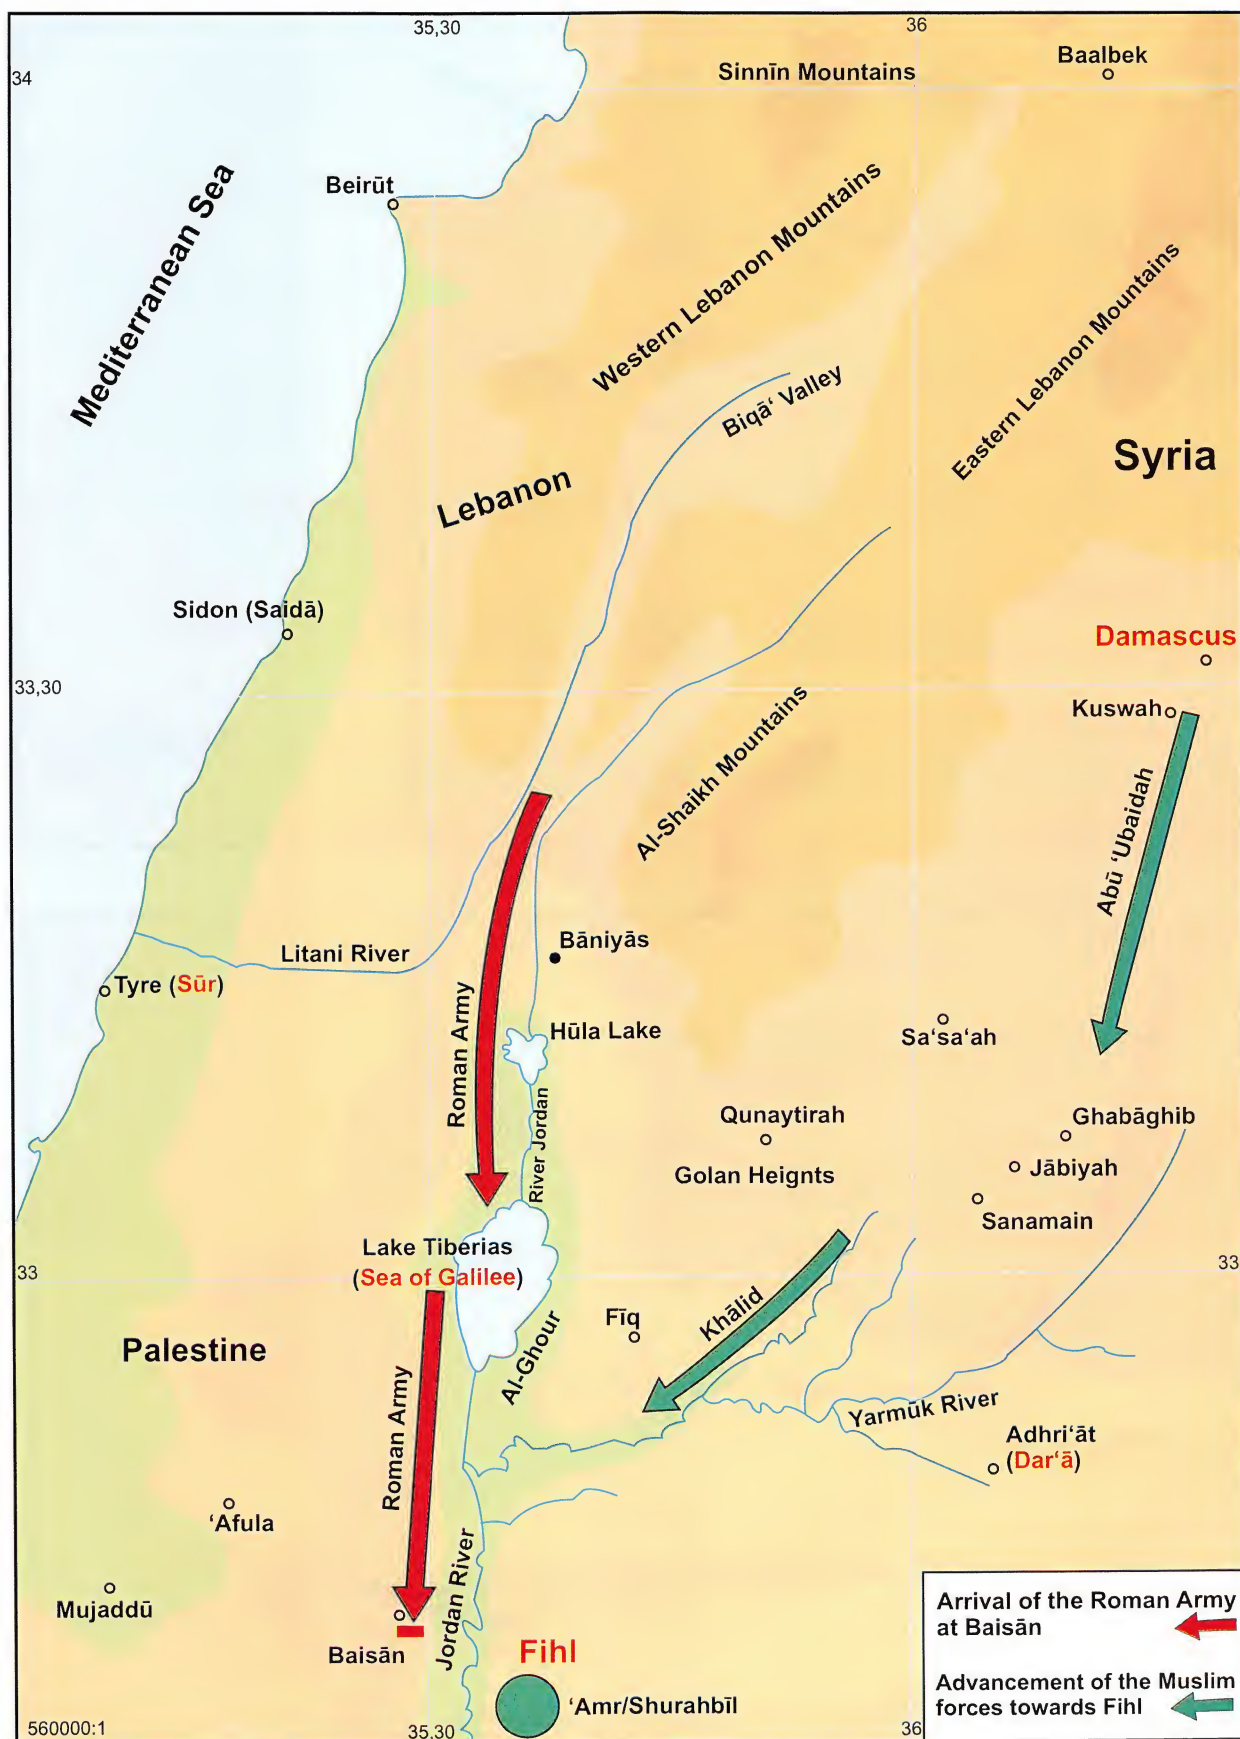 35,30
36
34
Sinnīn Mountains
Baalbek
Mediterranean Sea
Beirūt
Western Lebanon Mountains
Eastern Lebanon Mountains
Biqā‘ Valley
Syria
Lebanon
Sidon (Saidā)
Damascus
33,30
Kuswah
Al-Shaikh Mountains
Abū ‘Ubaidah
Bāniyās
Litani River
Tyre (Sūr)
Roman Army
Hūla Lake
Sa‘sa‘ah
River Jordan
Qunaytirah
Ghabāghib
Golan Heignts
Jābiyah
Sanamain
Lake Tiberias
(Sea of Galilee)
33
33
Fīq
Khālid
Palestine
Al-Ghour
Roman Army
Yarmūk River
Adhri‘āt
(Dar‘ā)
‘Afula
Mujaddū
Jordan River
Baisān
Fihl
‘Amr/Shurahbīl
Arrival of the Roman Army
at Baisān
Advancement of the Muslim
forces towards Fihl
560000:1
35,30
36